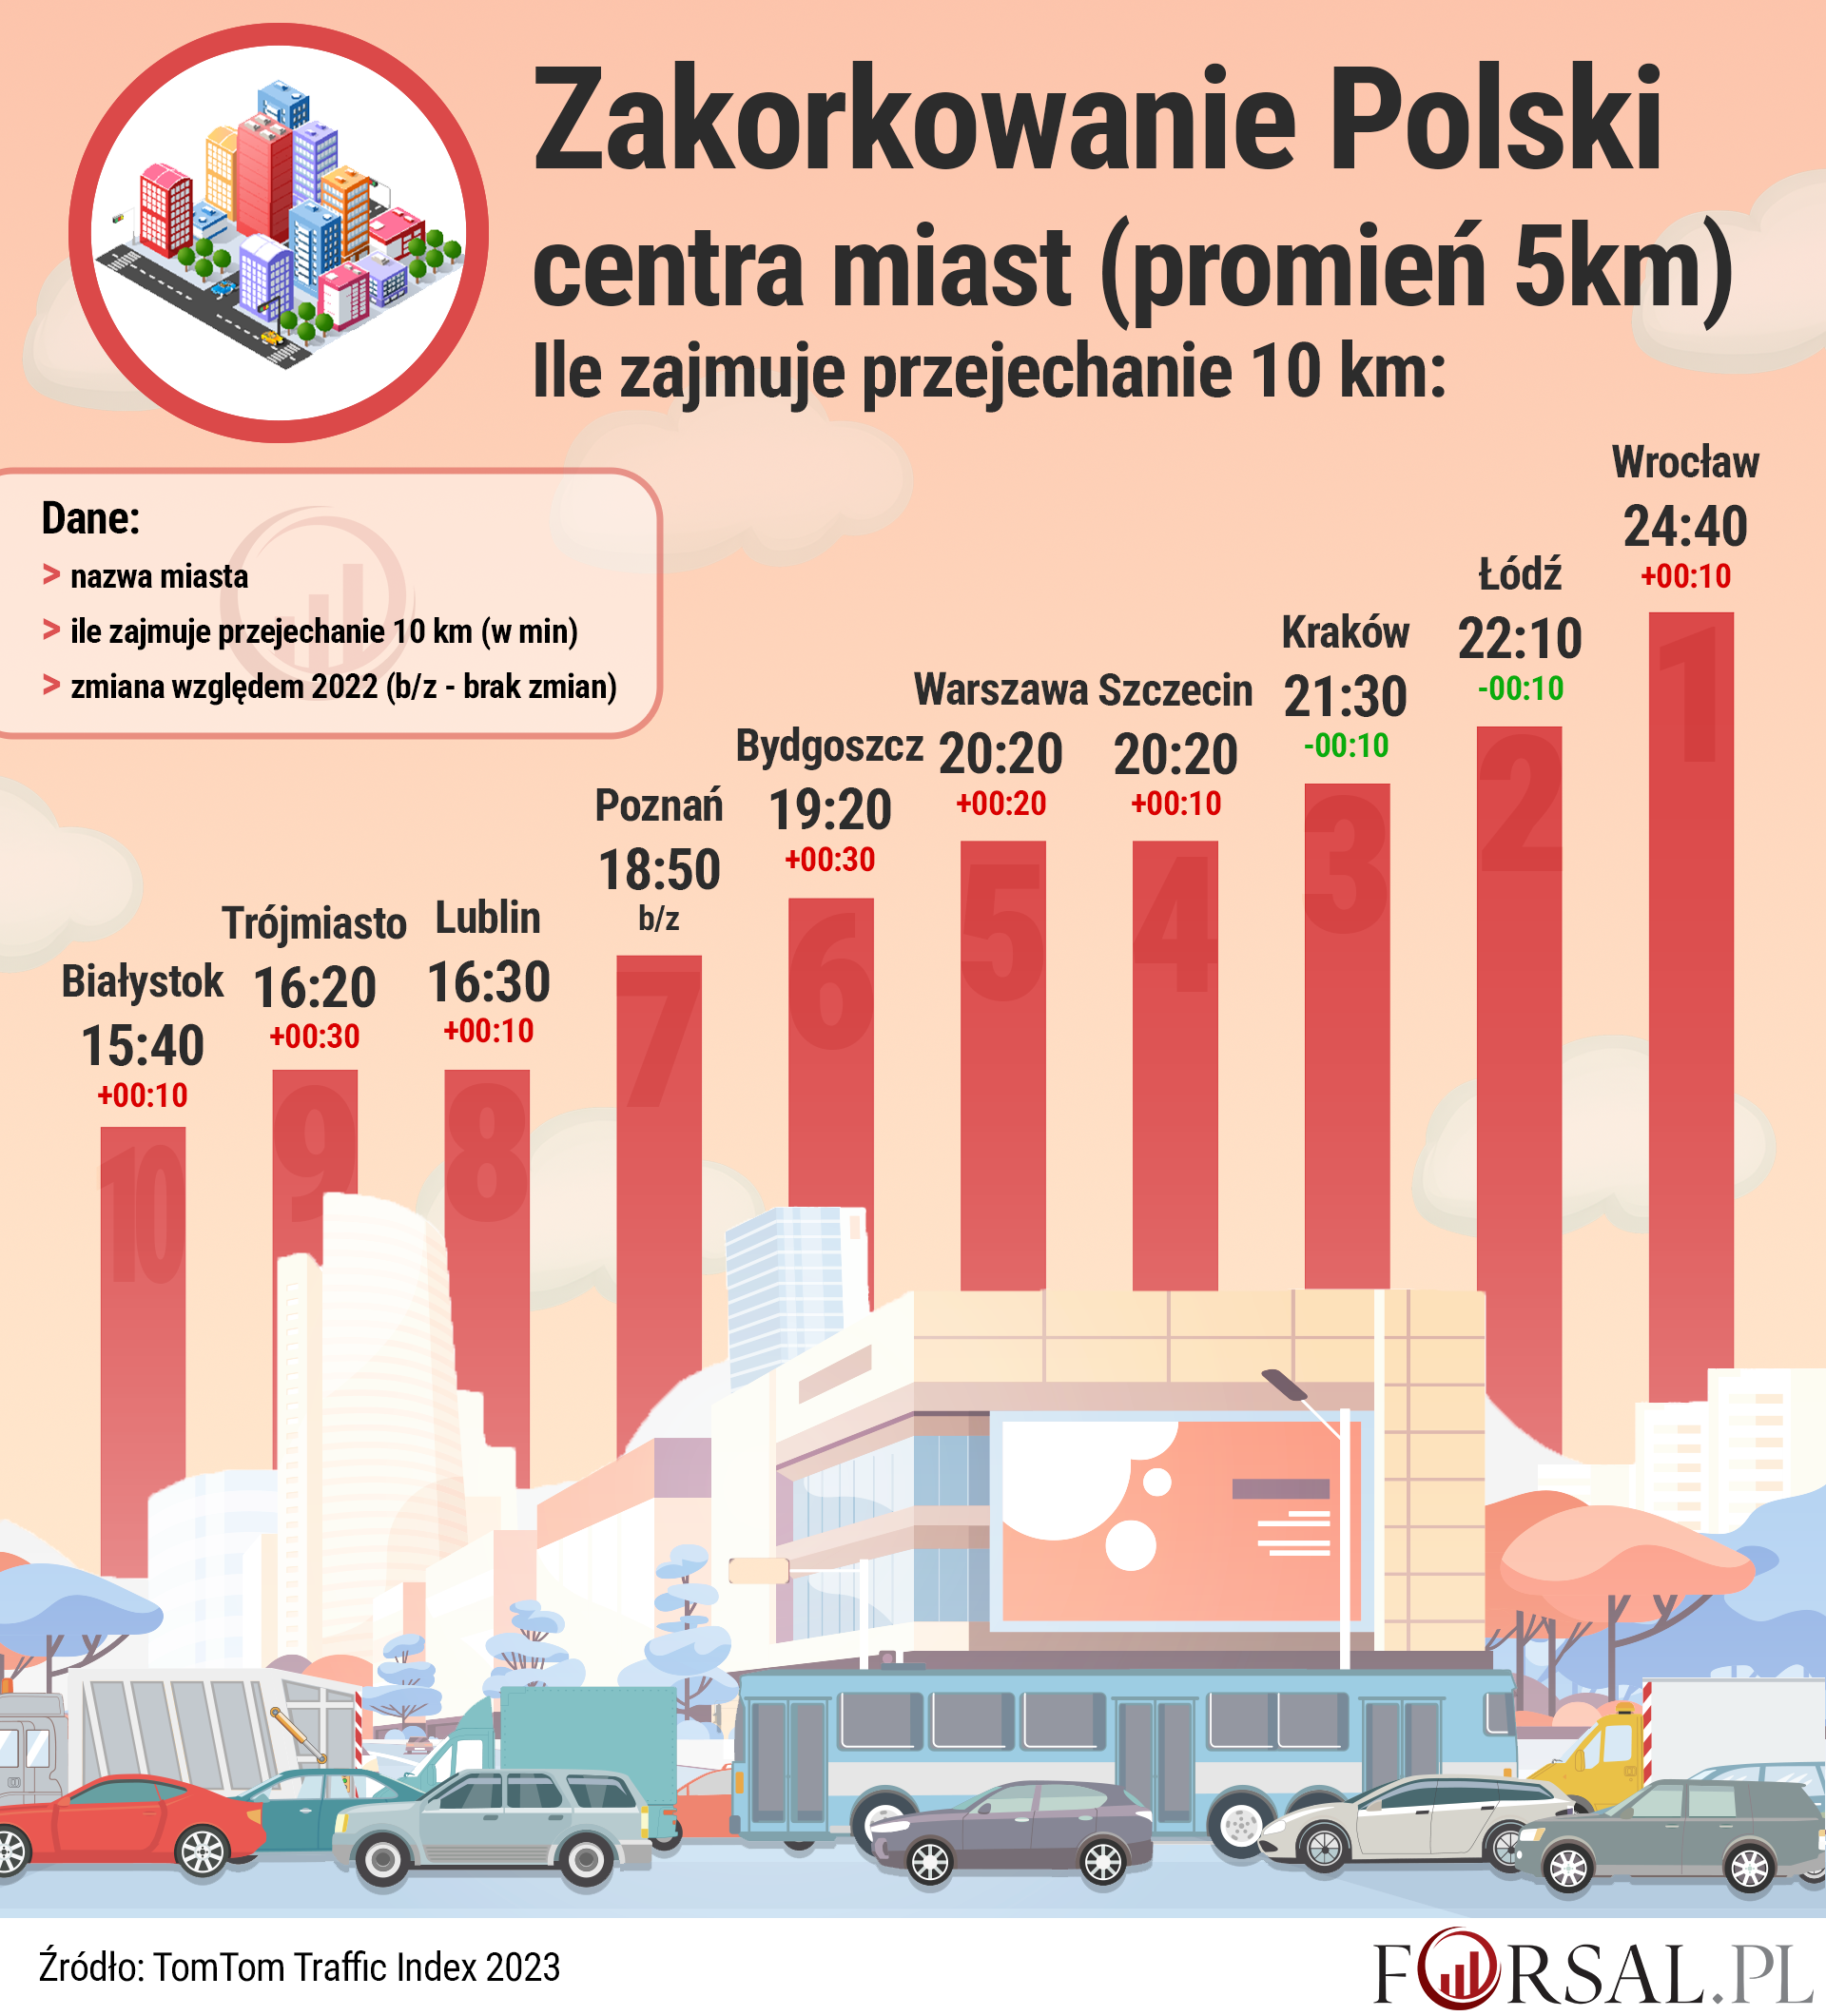 Zakorkowanie Polski
centra miast (promień 5km)
Ile zajmuje przejechanie 10 km:
Dane:
> nazwa miasta
> ile zajmuje przejechanie 10 km (w min)
> zmiana względem 2022 (b/z - brak zmian)
Białystok
15:40
+00:10
10
Trójmiasto
16:20
+00:30
9
Lublin
16:30
+00:10
8
Poznań
18:50
b/z
7
Bydgoszcz
19:20
+00:30
6
Warszawa
20:20
+00:20
5
Szczecin
20:20
+00:10
4
Kraków
21:30
-00:10
3
Łódź
22:10
-00:10
2
Wrocław
24:40
+00:10
1
Źródło: TomTom Traffic Index 2023
FORSAL.PL